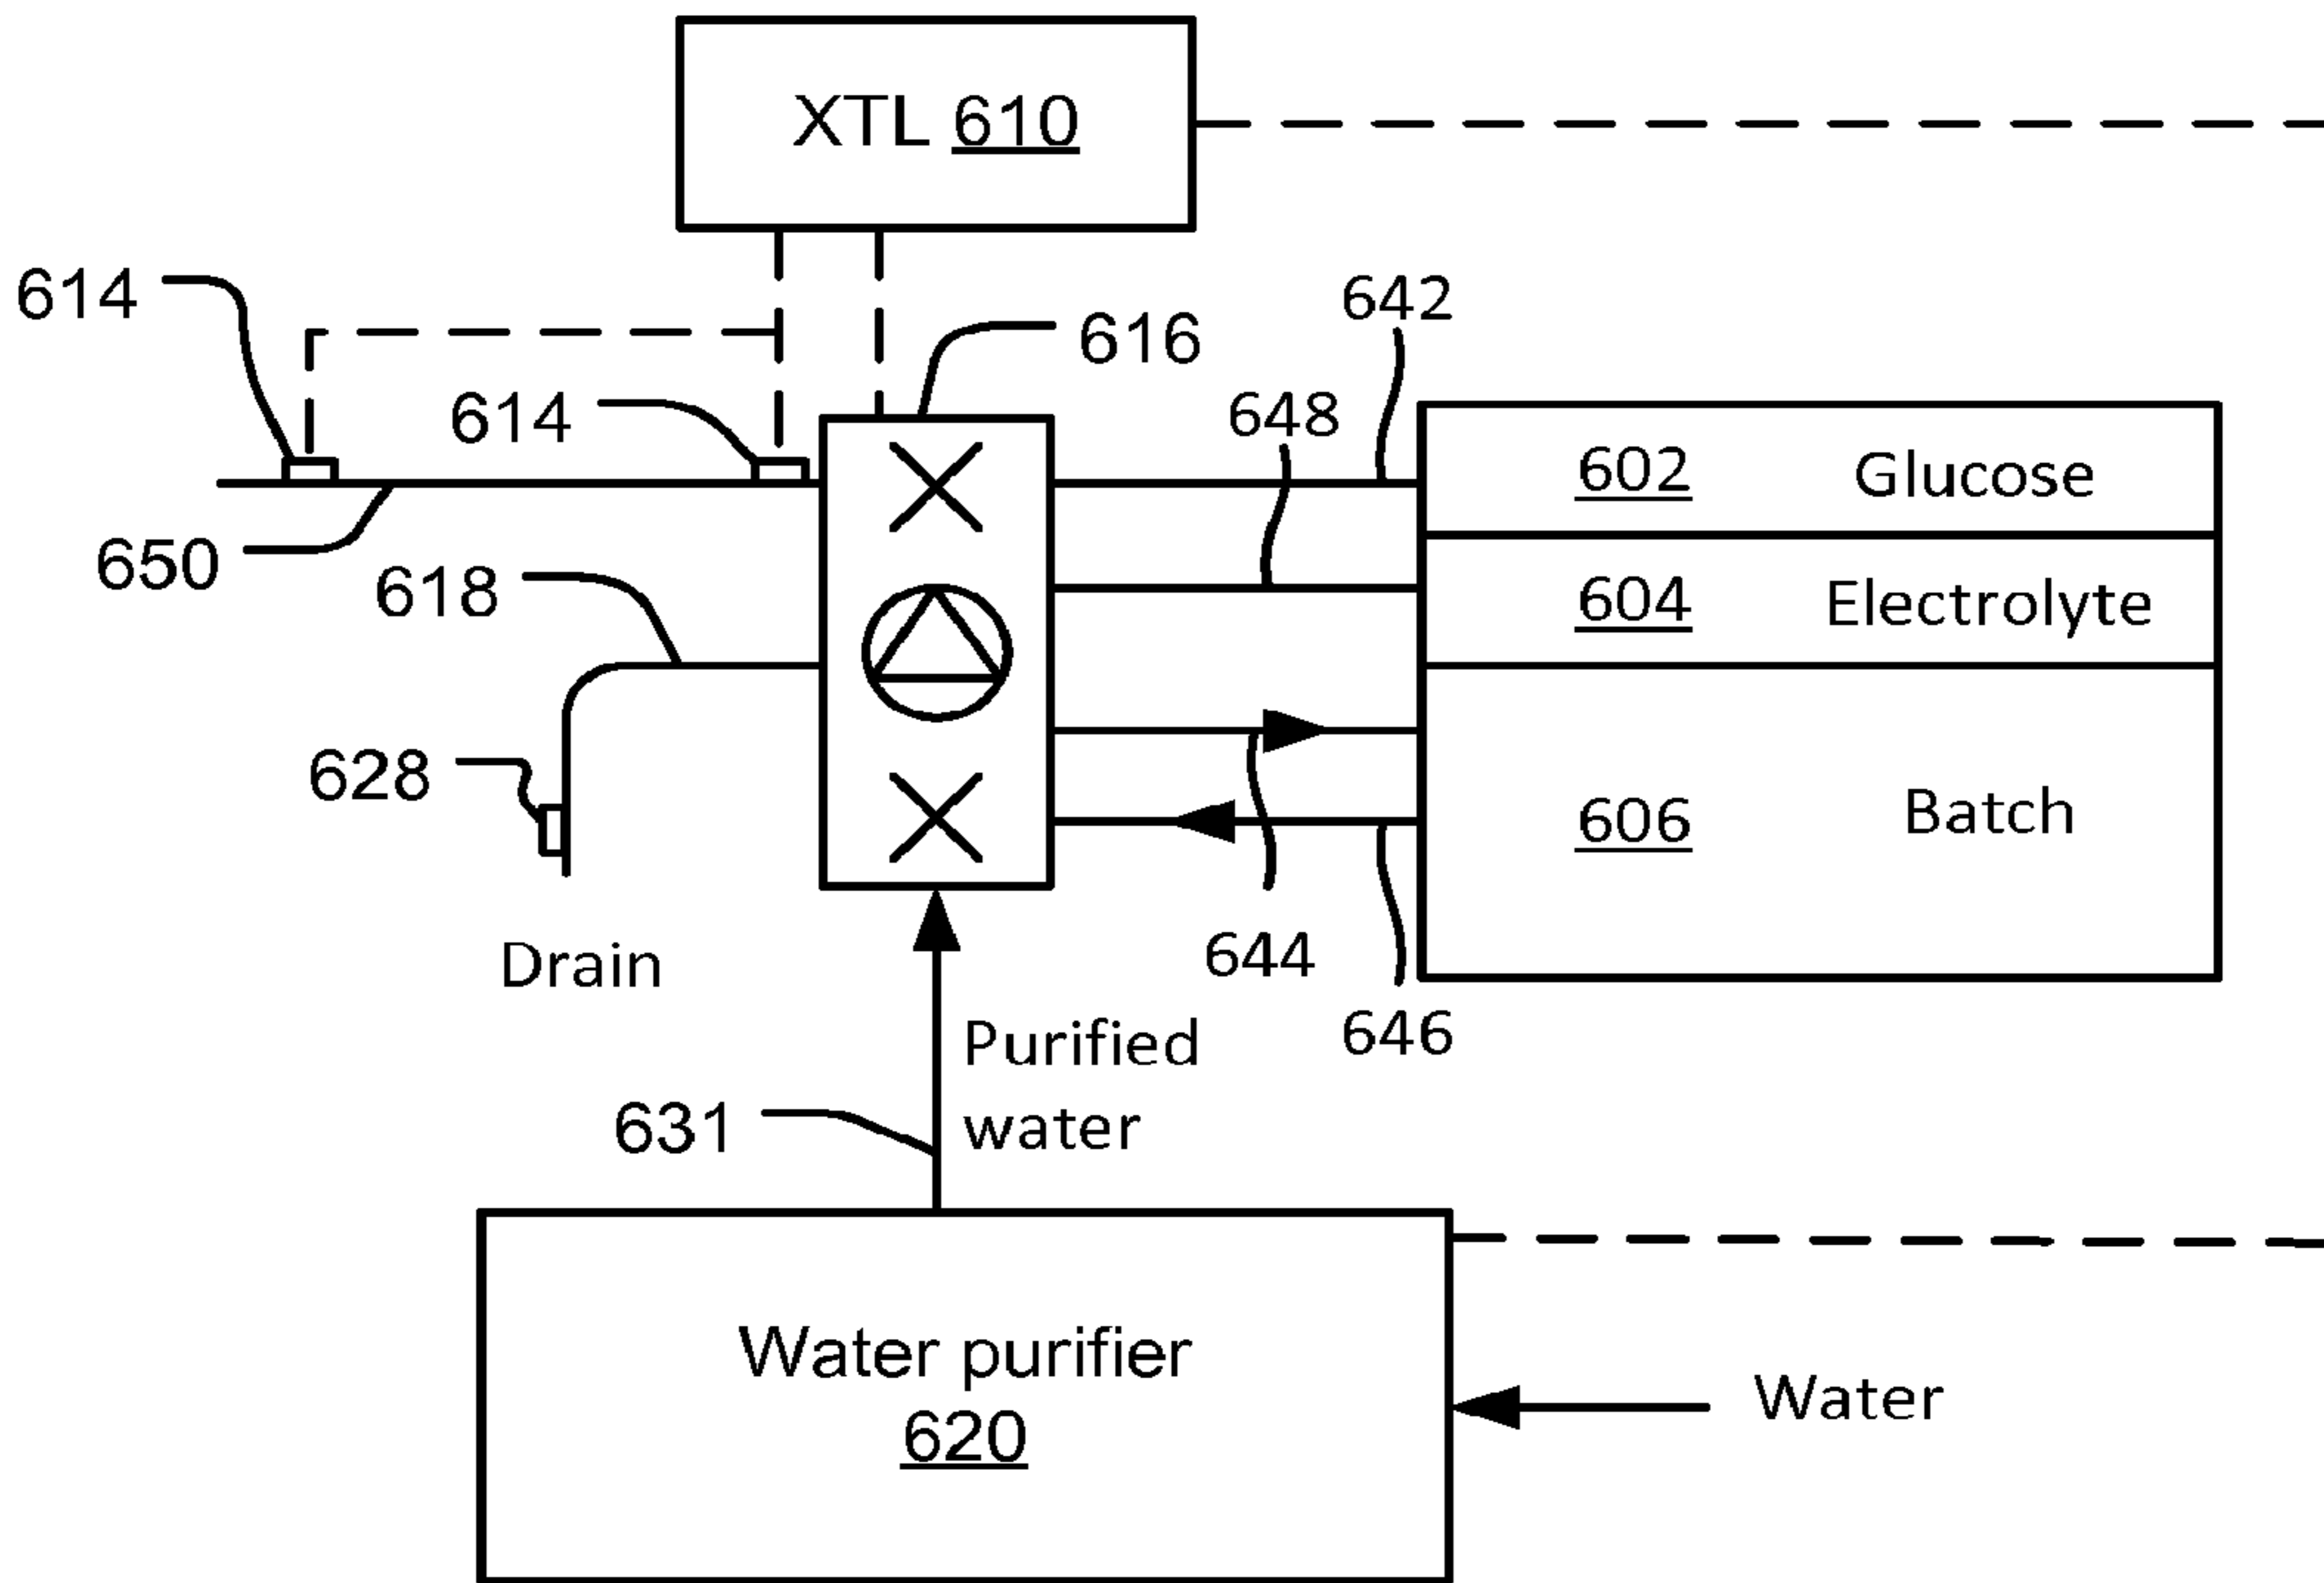 XTL 610
614
616
642
614
648
602 Glucose
650
618
604 Electrolyte
628
606 Batch
Drain
644
646
Purified
water
631
Water purifier
620
Water